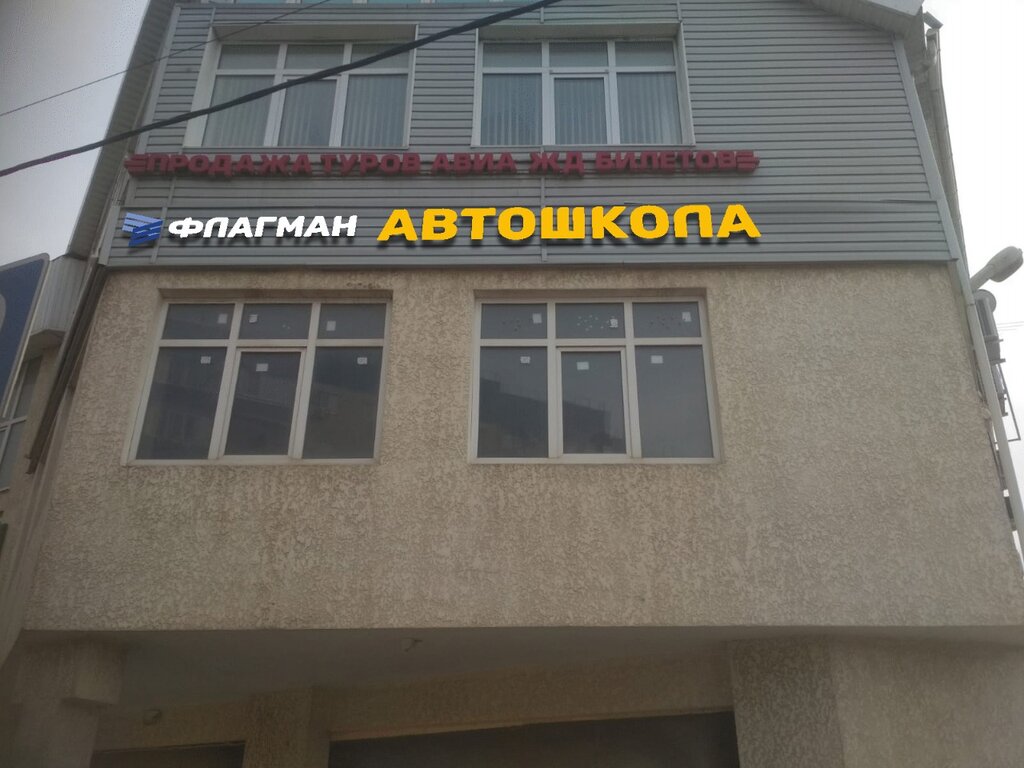 ПРОДАЖА ТУРОВ АВИА ЖД БИЛЕТОВ
ФЛАГМАН АВТОШКОЛА